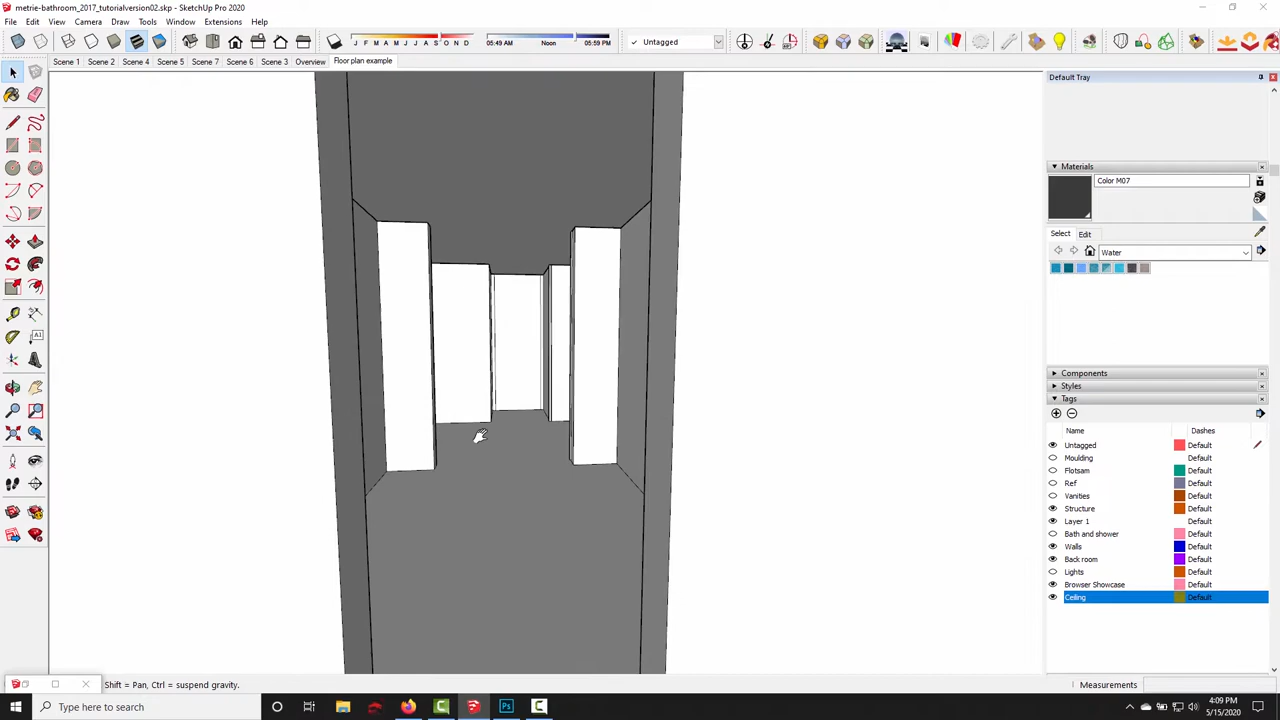 metrie-bathroom_2017_tutorialversion02.skp - SketchUp Pro 2020
File Edit View Camera Draw Tools Window Extensions Help
J F M A M J J A S O N D
05:49 AM Noon 05:59 PM
Untagged
Scene 1 Scene 2 Scene 4 Scene 5 Scene 7 Scene 6 Scene 3 Overview Floor plan example
Default Tray
Materials
Color M07
Select Edit
Water
Components
Styles
Tags
Name Dashes
Untagged Default
Moulding Default
Flotsam Default
Ref Default
Vanities Default
Structure Default
Layer 1 Default
Bath and shower Default
Walls Default
Back room Default
Lights Default
Browser Showcase Default
Ceiling Default
Shift = Pan, Ctrl = suspend gravity.
Measurements
Type here to search
Ps
4:09 PM
5/15/2020